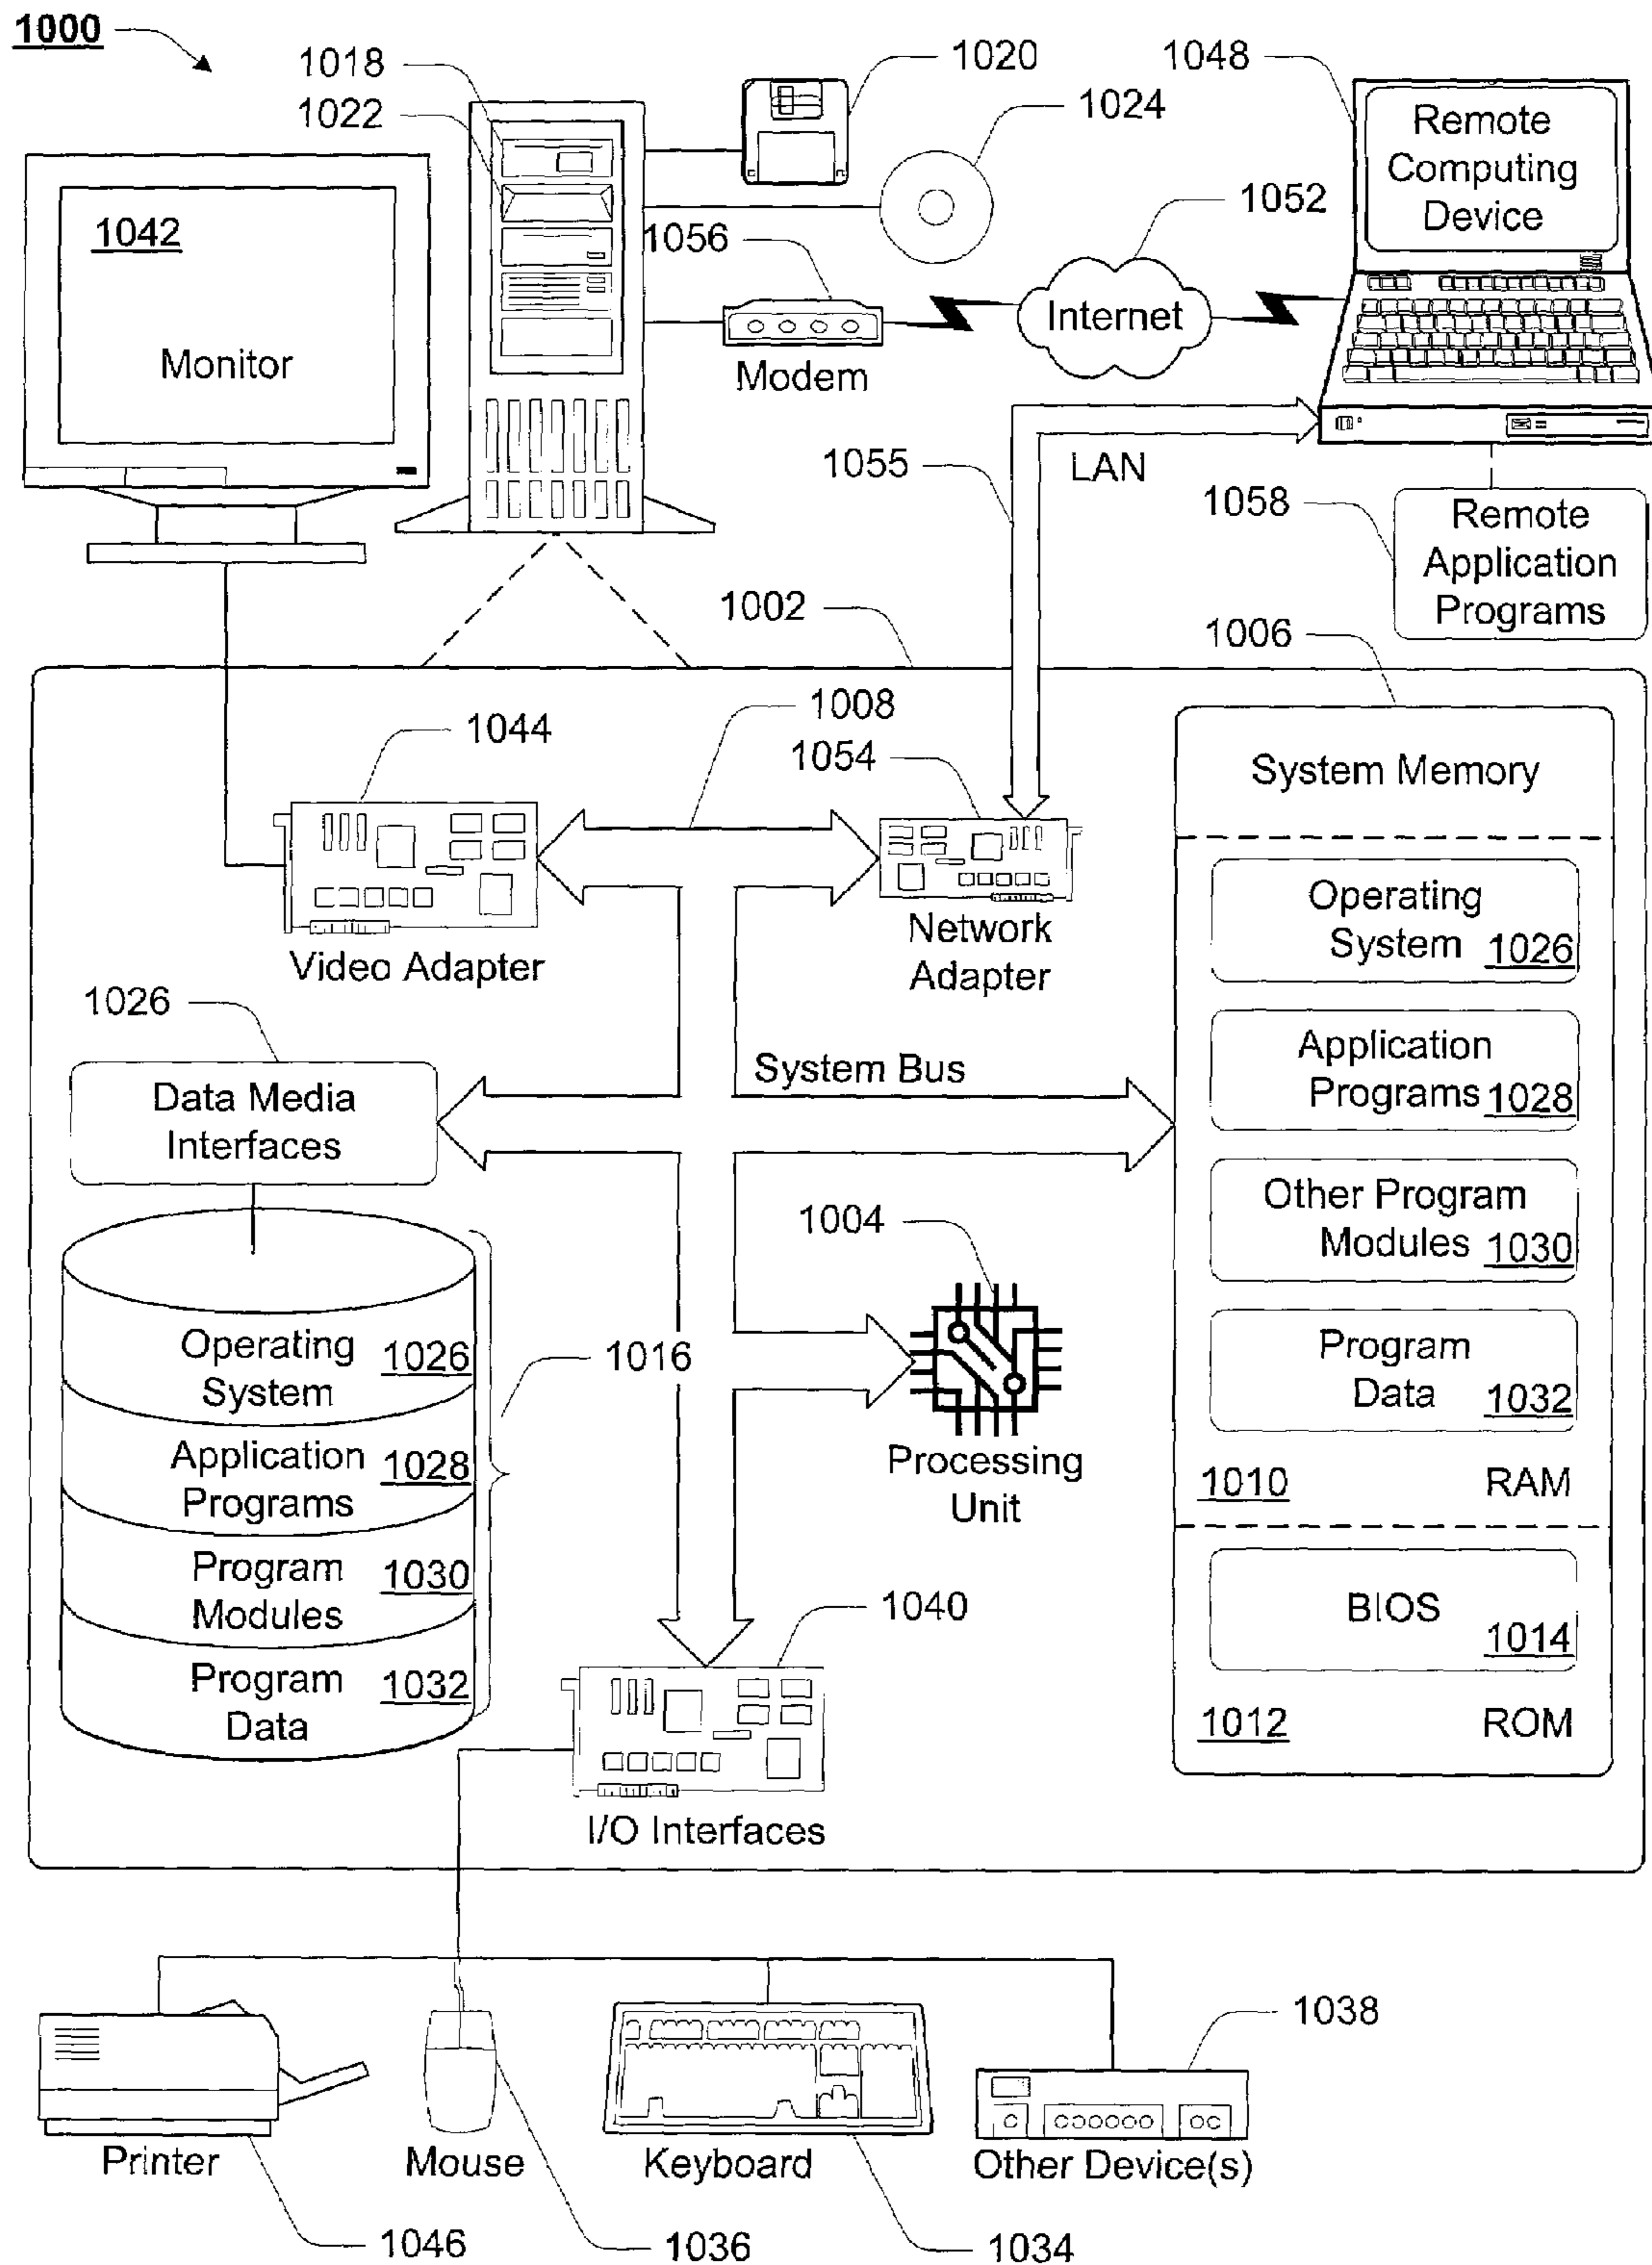 1000
1018
1022
1020
1024
1048
Remote
Computing
Device
1042
Monitor
1056
Modem
1052
Internet
1055
LAN
1058
Remote
Application
Programs
1002
1006
1044
1008
1054
Video Adapter
Network
Adapter
System Memory
Operating
System 1026
Application
Programs 1028
Other Program
Modules 1030
Program
Data 1032
1010 RAM
BIOS
1014
1012 ROM
1026
Data Media
Interfaces
System Bus
1004
Processing
Unit
Operating
System 1026
Application
Programs 1028
Program
Modules 1030
Program
Data 1032
1016
1040
I/O Interfaces
1038
Printer
Mouse
Keyboard
Other Device(s)
1046
1036
1034